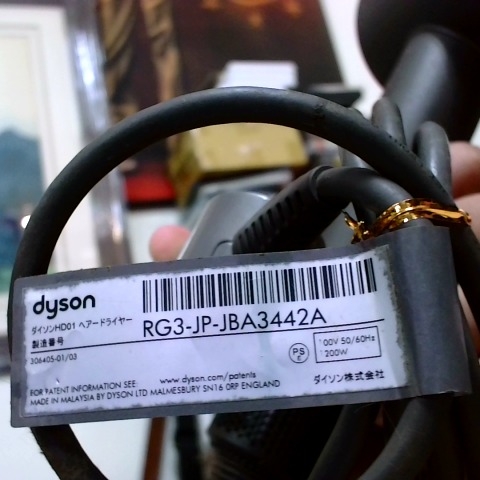 dyson
ダイソンHD01 ヘアードライヤー
製造番号
RG3-JP-JBA3442A
306405-01/03
PS
E
100V 50/60Hz
1200W
FOR PATENT INFORMATION SEE: www.dyson.com/patents
MADE IN MALAYSIA BY DYSON LTD MALMESBURY SN16 0RP ENGLAND
ダイソン株式会社